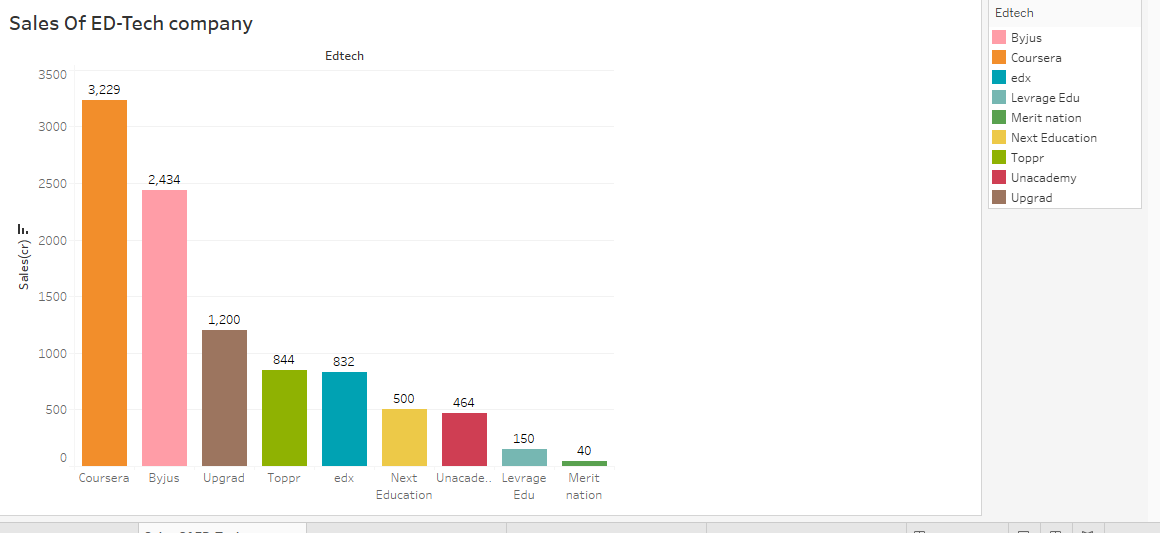 Sales Of ED-Tech company
Edtech
3500
3000
2500
2000
1500
1000
500
0
Sales(cr)
3,229
2,434
1,200
844
832
500
464
150
40
Coursera
Byjus
Upgrad
Toppr
edx
Next
Education
Unacade..
Levrage
Edu
Merit
nation
Edtech
Byjus
Coursera
edx
Levrage Edu
Merit nation
Next Education
Toppr
Unacademy
Upgrad